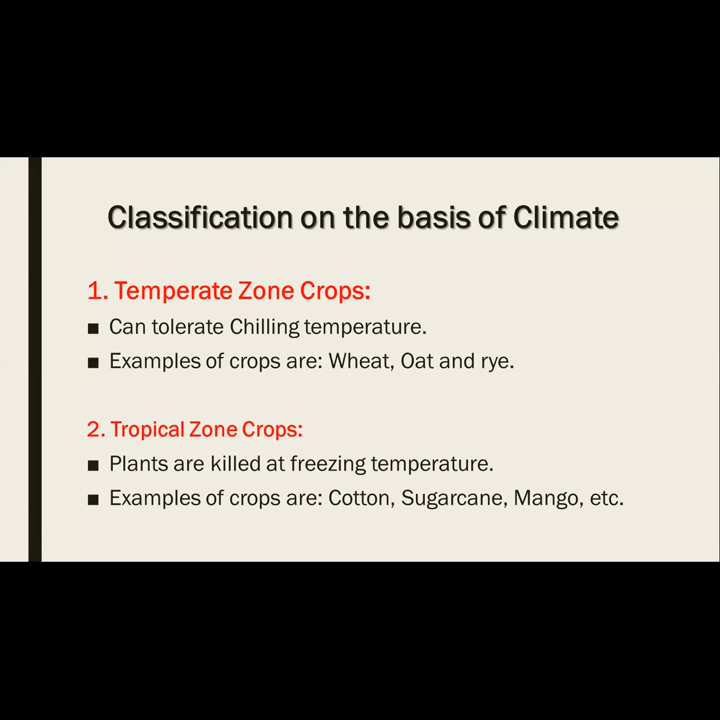 Classification on the basis of Climate
1. Temperate Zone Crops:
■ Can tolerate Chilling temperature.
■ Examples of crops are: Wheat, Oat and rye.
2. Tropical Zone Crops:
■ Plants are killed at freezing temperature.
■ Examples of crops are: Cotton, Sugarcane, Mango, etc.